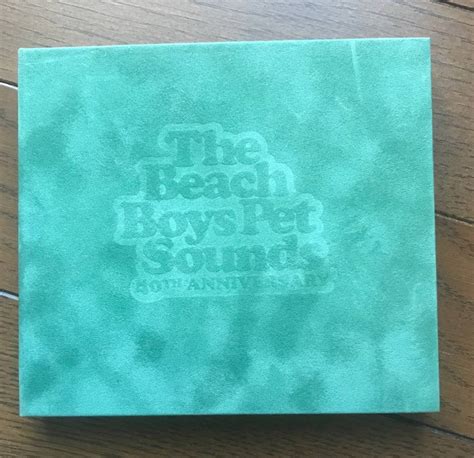 The
Beach
Boys Pet
Sounds
40TH ANNIVERSARY